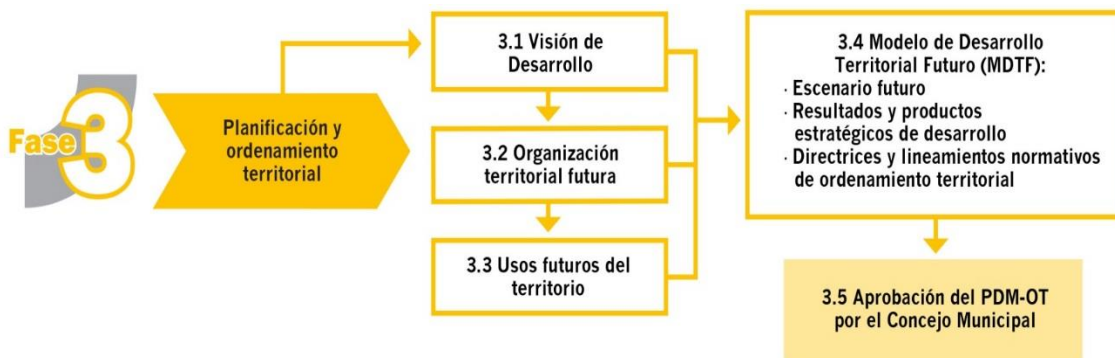 Fase 3
Planificación y
ordenamiento
territorial
3.1 Visión de
Desarrollo
3.2 Organización
territorial futura
3.3 Usos futuros del
territorio
3.4 Modelo de Desarrollo
Territorial Futuro (MDTF):
· Escenario futuro
· Resultados y productos
estratégicos de desarrollo
· Directrices y lineamientos normativos
de ordenamiento territorial
3.5 Aprobación del PDM-OT
por el Concejo Municipal